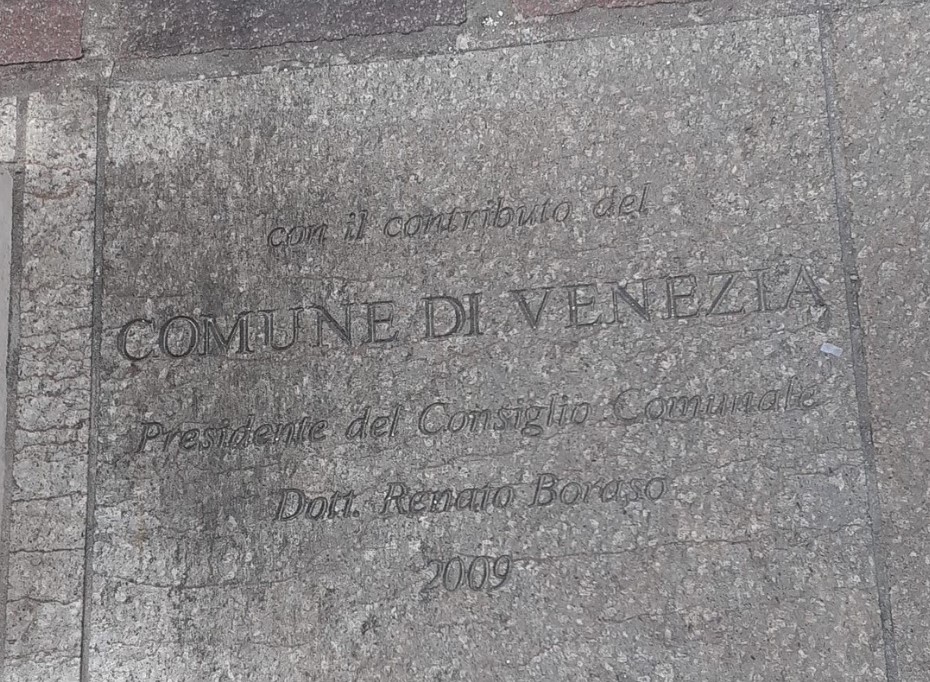 con il contributo del
COMUNE DI VENEZIA
Presidente del Consiglio Comunale
Dott. Renato Boraso
2009